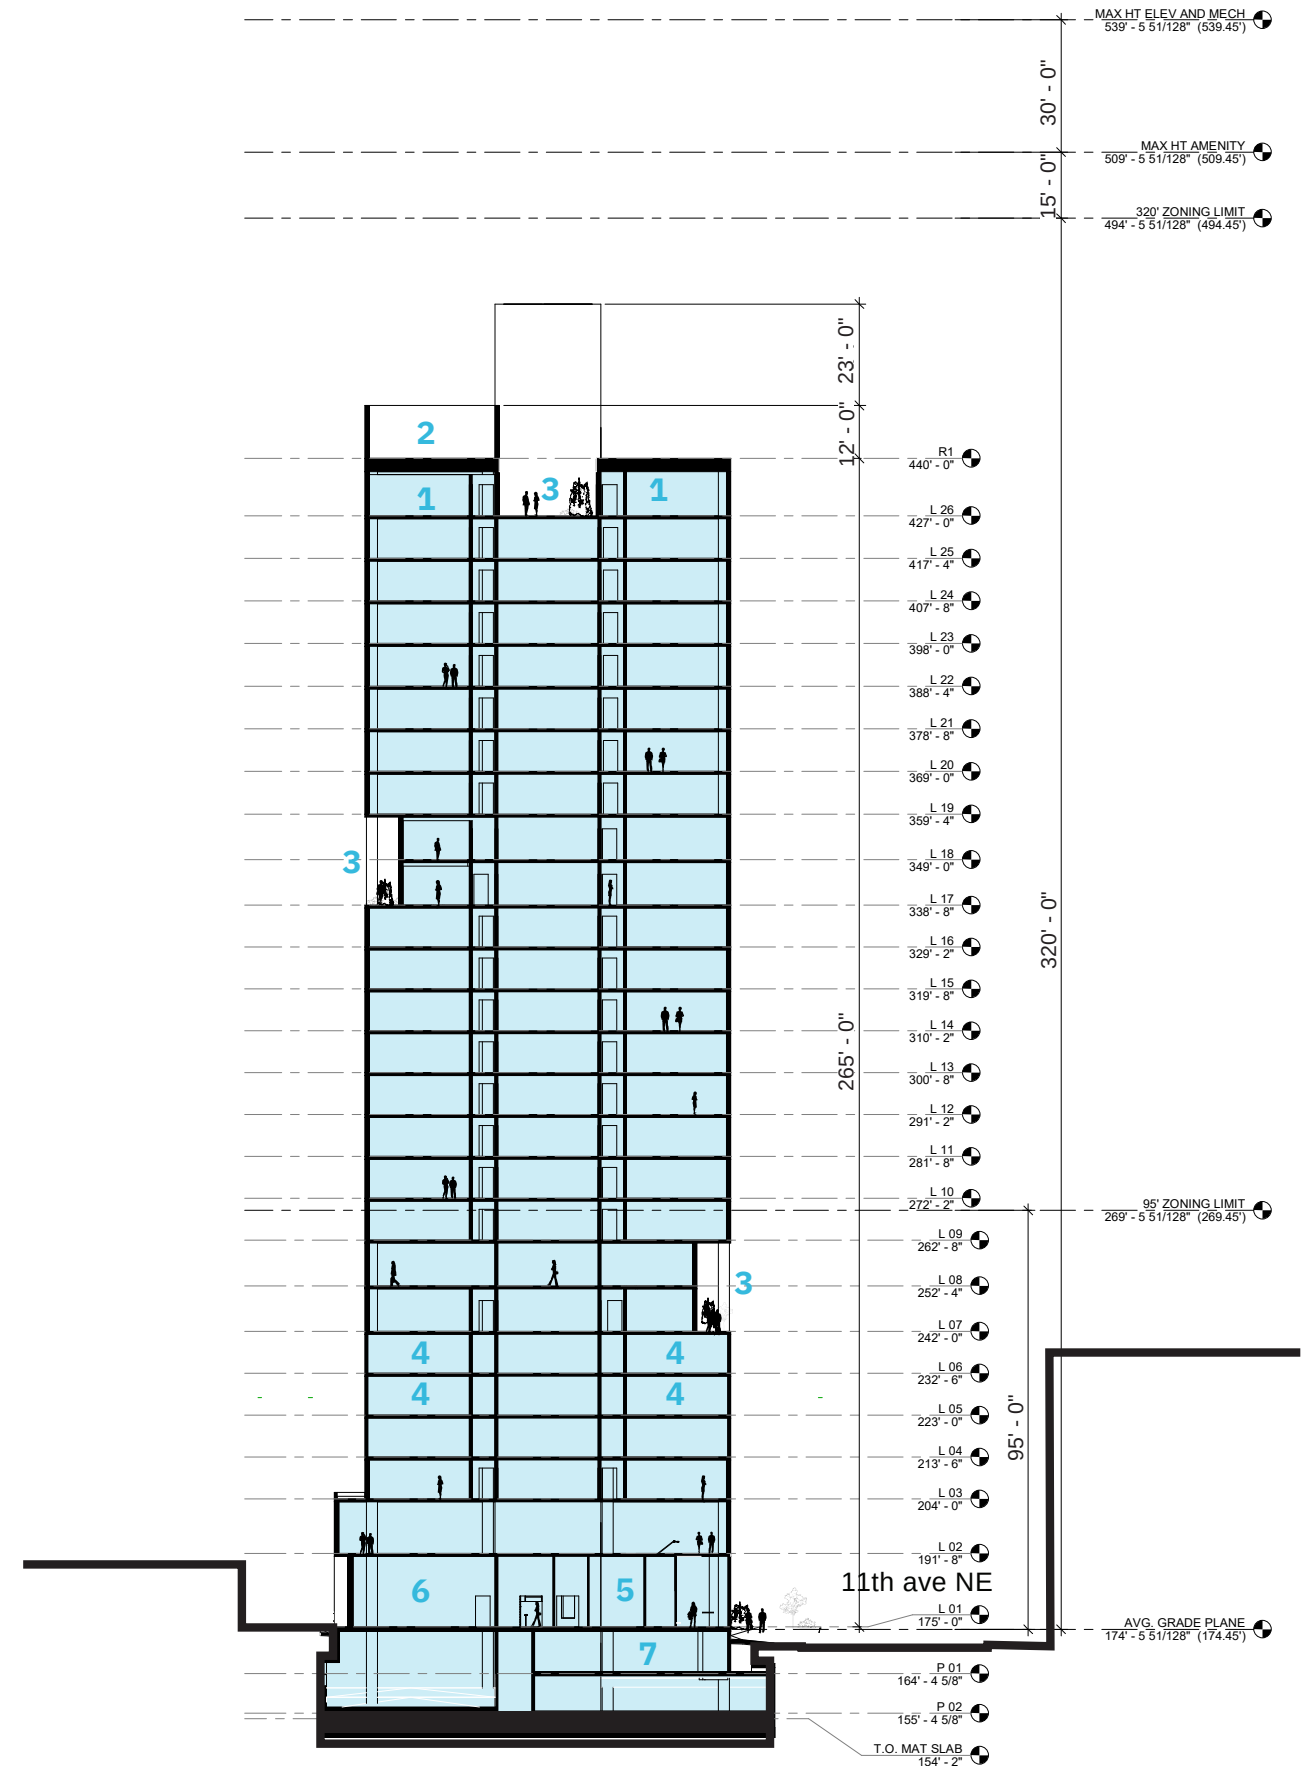 MAX HT ELEV AND MECH
539' - 5 51/128" (539.45')
30' - 0"
MAX HT AMENITY
509' - 5 51/128" (509.45')
15' - 0"
320' ZONING LIMIT
494' - 5 51/128" (494.45')
23' - 0"
12' - 0"
2
R1
440' - 0"
1
3
1
L 26
427' - 0"
L 25
417' - 4"
L 24
407' - 8"
L 23
398' - 0"
L 22
388' - 4"
L 21
378' - 8"
L 20
369' - 0"
L 19
359' - 4"
3
L 18
349' - 0"
L 17
338' - 8"
320' - 0"
L 16
329' - 2"
L 15
319' - 8"
L 14
310' - 2"
265' - 0"
L 13
300' - 8"
L 12
291' - 2"
L 11
281' - 8"
L 10
272' - 2"
95' ZONING LIMIT
269' - 5 51/128" (269.45')
L 09
262' - 8"
3
L 08
252' - 4"
L 07
242' - 0"
4
4
L 06
232' - 6"
4
4
L 05
223' - 0"
95' - 0"
L 04
213' - 6"
L 03
204' - 0"
L 02
191' - 8"
11th ave NE
6
5
L 01
175' - 0"
AVG. GRADE PLANE
174' - 5 51/128" (174.45')
7
P 01
164' - 4 5/8"
P 02
155' - 4 5/8"
T.O. MAT SLAB
154' - 2"